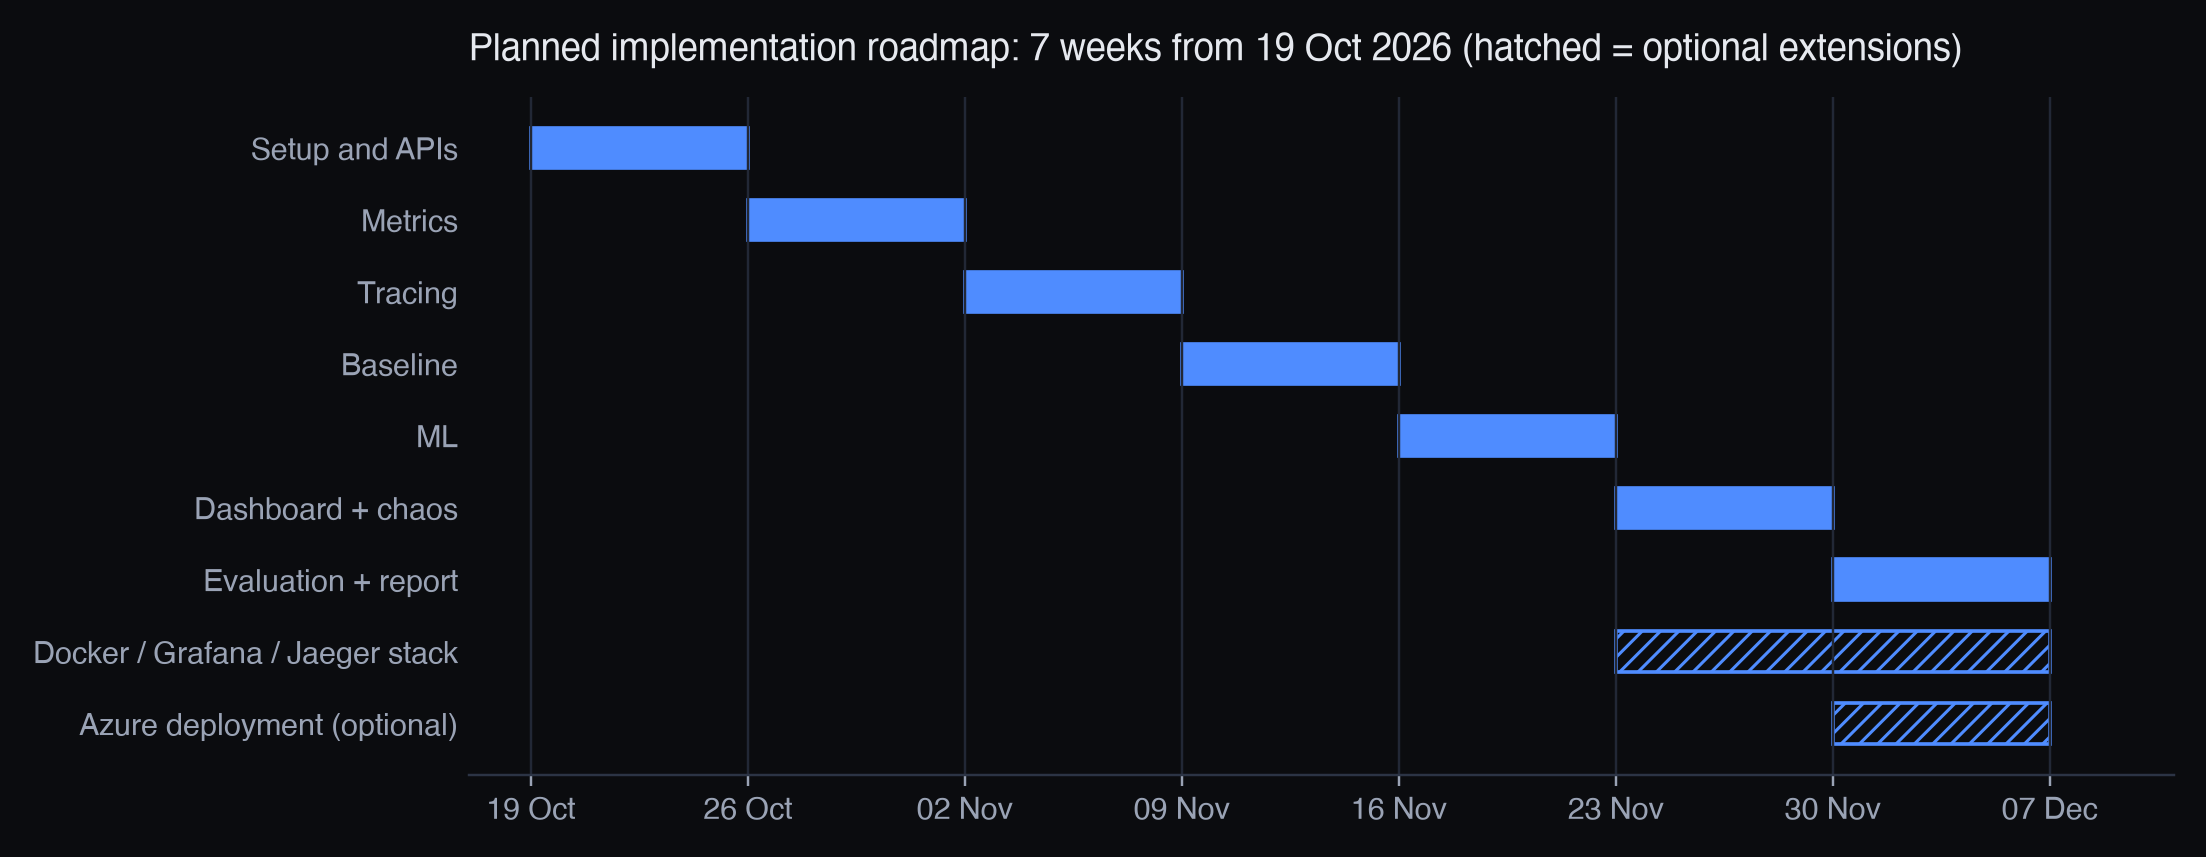 Planned implementation roadmap: 7 weeks from 19 Oct 2026 (hatched = optional extensions)
Setup and APIs
Metrics
Tracing
Baseline
ML
Dashboard + chaos
Evaluation + report
Docker / Grafana / Jaeger stack
Azure deployment (optional)
19 Oct 26 Oct 02 Nov 09 Nov 16 Nov 23 Nov 30 Nov 07 Dec